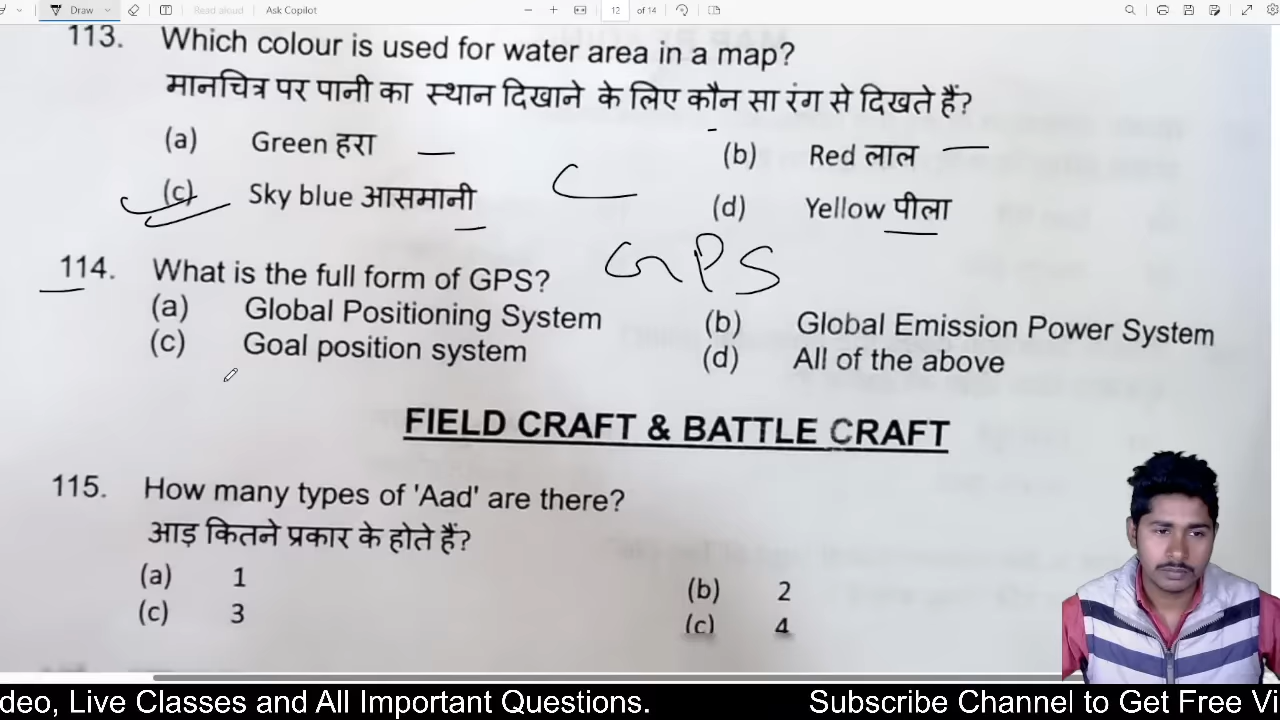 Draw
Read aloud
Ask Copilot
12 of 14
113. Which colour is used for water area in a map?
मानचित्र पर पानी का स्थान दिखाने के लिए कौन सा रंग से दिखते हैं?
(a) Green हरा (b) Red लाल
(c) Sky blue आसमानी (d) Yellow पीला
C
GPS
114. What is the full form of GPS?
(a) Global Positioning System (b) Global Emission Power System
(c) Goal position system (d) All of the above
FIELD CRAFT & BATTLE CRAFT
115. How many types of 'Aad' are there?
आड़ कितने प्रकार के होते हैं?
(a) 1 (b) 2
(c) 3 (c) 4
deo, Live Classes and All Important Questions. Subscribe Channel to Get Free Vi